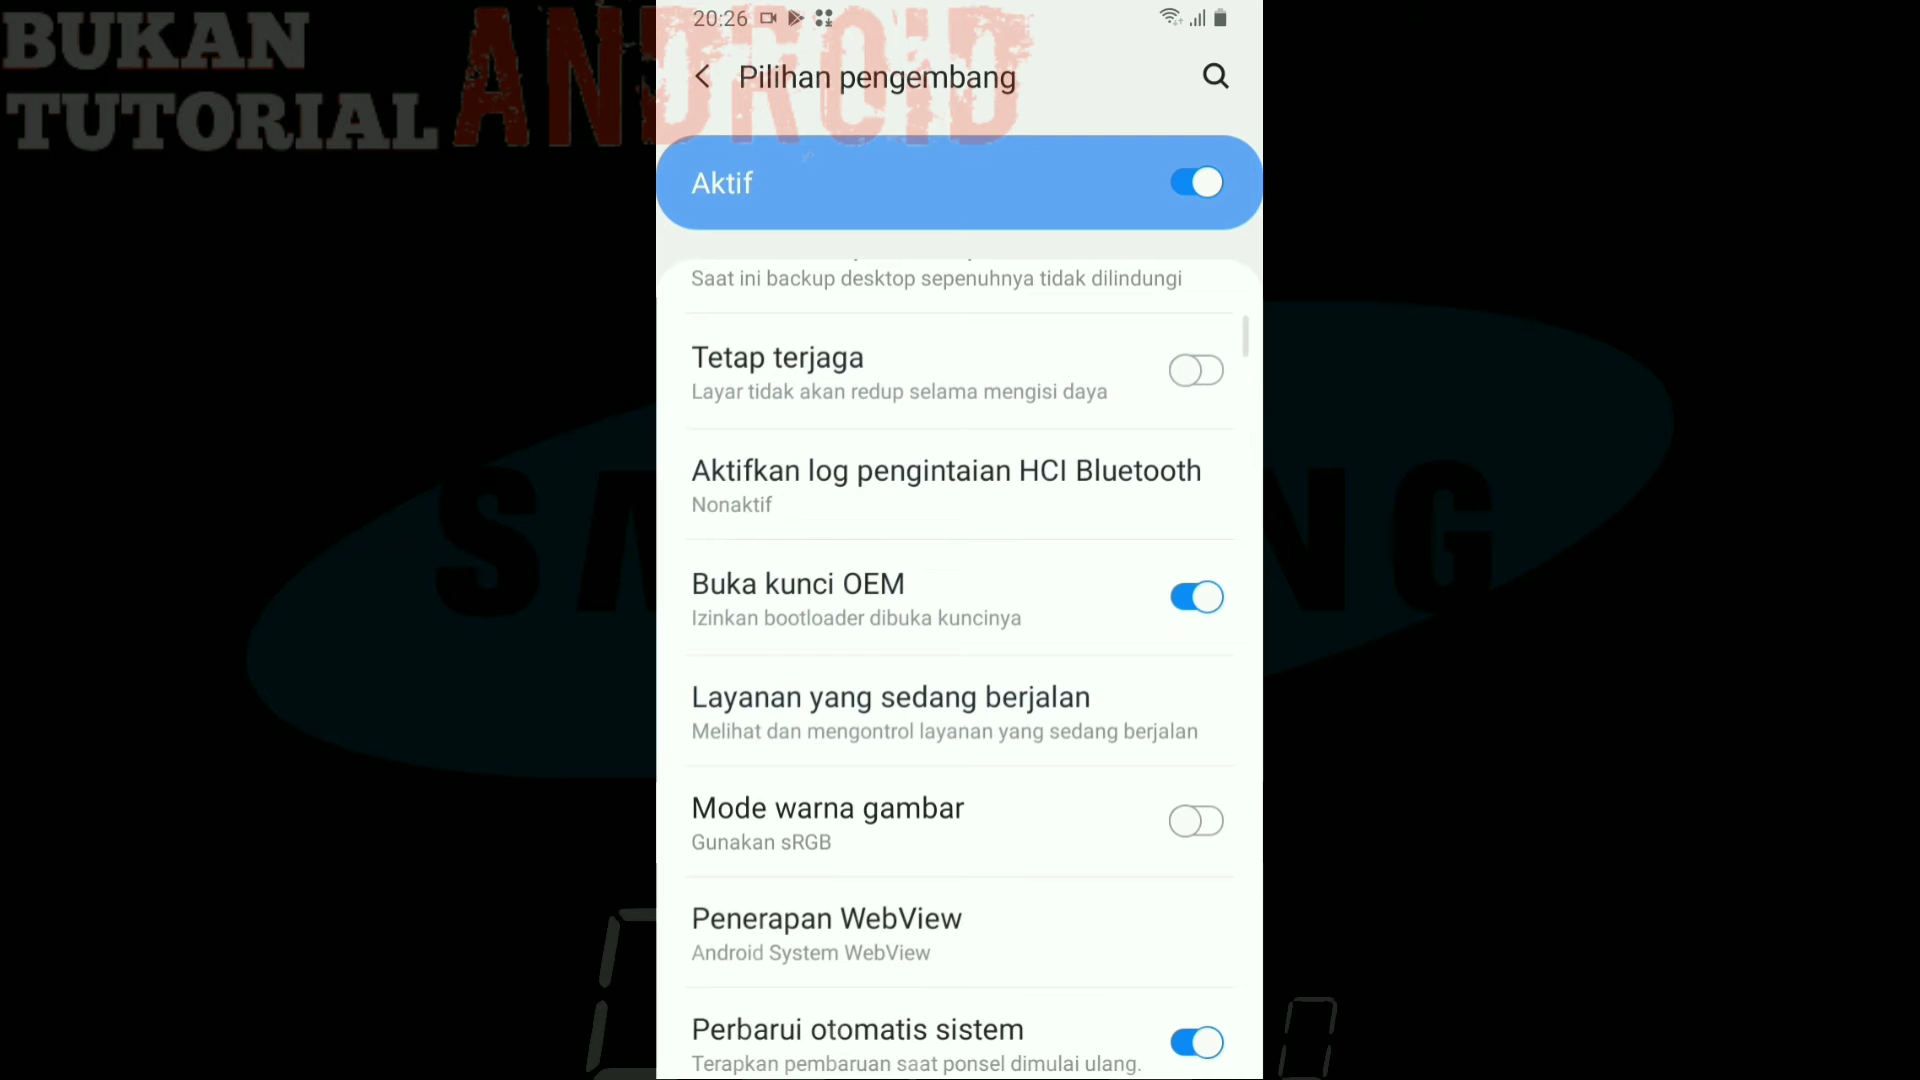 BUKAN
TUTORIAL ANDROID
20:26
Pilihan pengembang
Aktif
Saat ini backup desktop sepenuhnya tidak dilindungi
Tetap terjaga
Layar tidak akan redup selama mengisi daya
Aktifkan log pengintaian HCI Bluetooth
Nonaktif
Buka kunci OEM
Izinkan bootloader dibuka kuncinya
Layanan yang sedang berjalan
Melihat dan mengontrol layanan yang sedang berjalan
Mode warna gambar
Gunakan sRGB
Penerapan WebView
Android System WebView
Perbarui otomatis sistem
Terapkan pembaruan saat ponsel dimulai ulang.